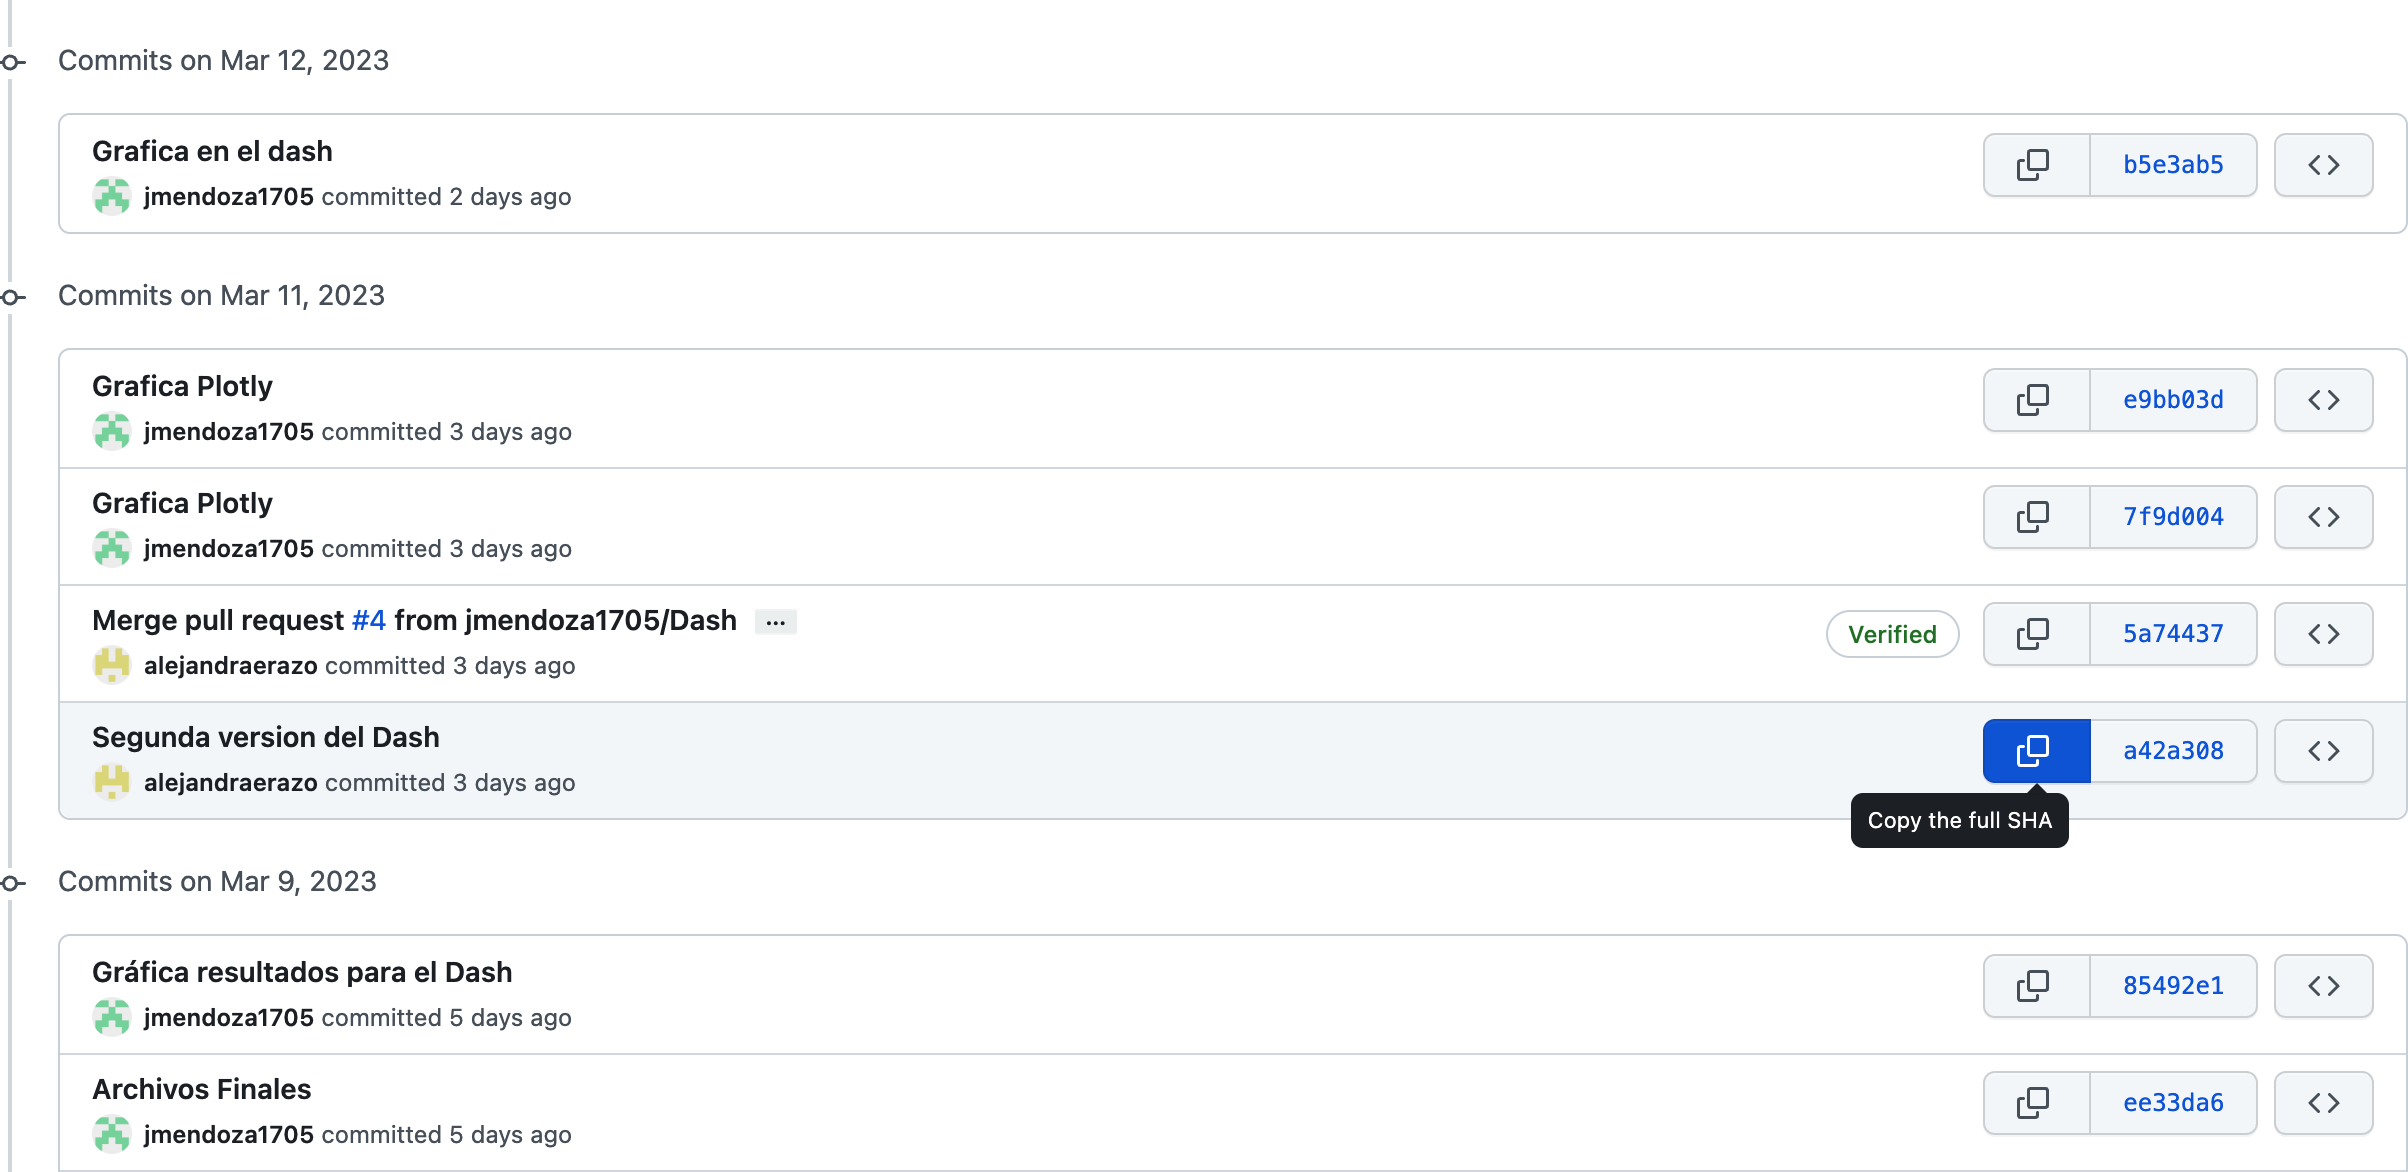 Commits on Mar 12, 2023
Grafica en el dash
b5e3ab5
jmendoza1705 committed 2 days ago
Commits on Mar 11, 2023
Grafica Plotly
e9bb03d
jmendoza1705 committed 3 days ago
Grafica Plotly
7f9d004
jmendoza1705 committed 3 days ago
Merge pull request #4 from jmendoza1705/Dash ...
Verified
5a74437
alejandraerazo committed 3 days ago
Segunda version del Dash
a42a308
alejandraerazo committed 3 days ago
Copy the full SHA
Commits on Mar 9, 2023
Gráfica resultados para el Dash
85492e1
jmendoza1705 committed 5 days ago
Archivos Finales
ee33da6
jmendoza1705 committed 5 days ago